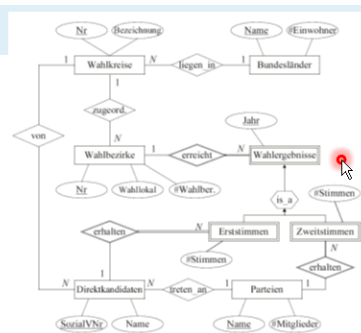 Nr Bezeichnung Name #Einwohner
1 Wahlkreise N liegen_in 1 Bundesländer
1
zugeord.
von
Jahr
N
Wahlbezirke 1 erreicht N Wahlergebnisse
Nr Wahllokal #Wahlber.
is_a
#Stimmen
erhalten N Erststimmen Zweitstimmen
#Stimmen
N
erhalten
1
N Direktkandidaten N treten_an 1 Parteien 1
SozialVNr Name Name #Mitglieder